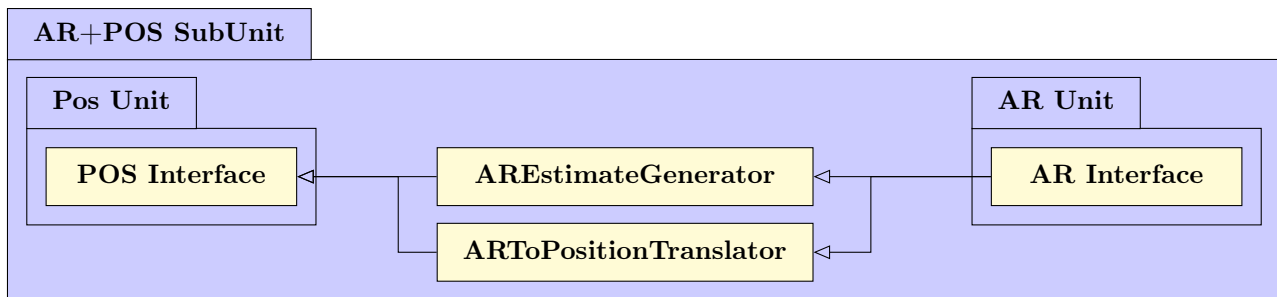 AR+POS SubUnit
Pos Unit
AR Unit
POS Interface
AREstimateGenerator
AR Interface
ARToPositionTranslator